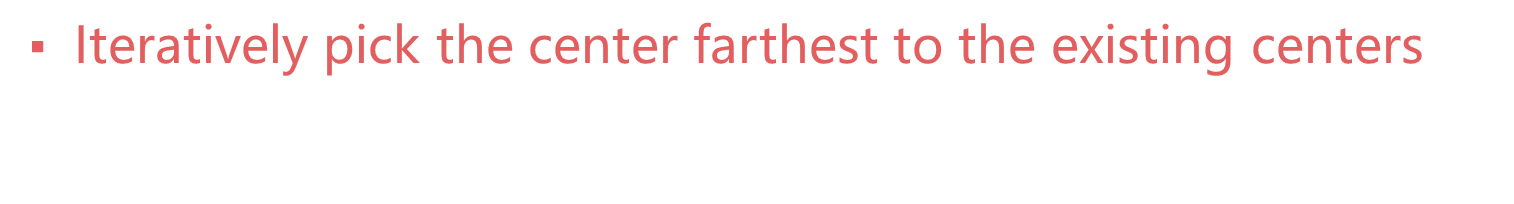 ▪ Iteratively pick the center farthest to the existing centers